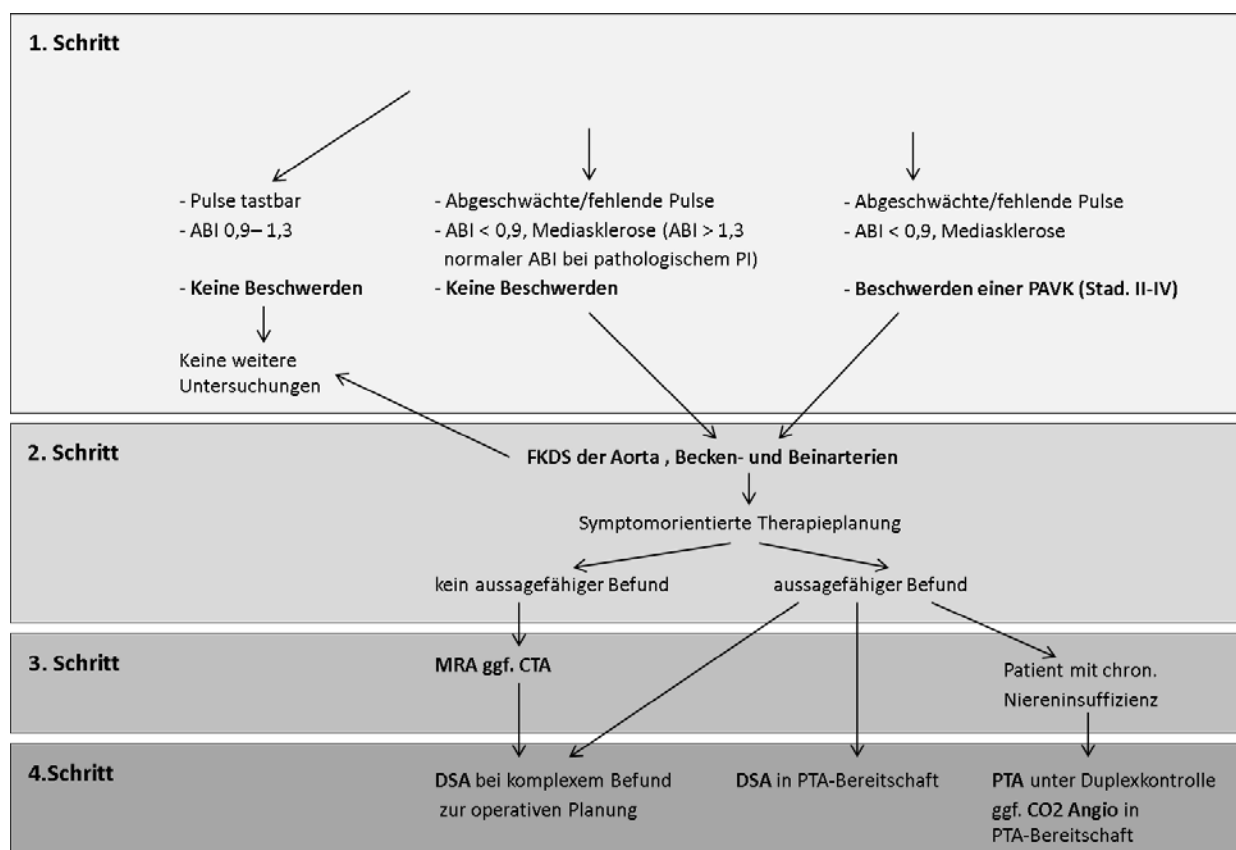 1. Schritt
- Pulse tastbar
- ABI 0,9– 1,3
- Keine Beschwerden
Keine weitere
Untersuchungen
- Abgeschwächte/fehlende Pulse
- ABI < 0,9, Mediasklerose (ABI > 1,3
normaler ABI bei pathologischem PI)
- Keine Beschwerden
- Abgeschwächte/fehlende Pulse
- ABI < 0,9, Mediasklerose
- Beschwerden einer PAVK (Stad. II-IV)
2. Schritt
FKDS der Aorta , Becken- und Beinarterien
Symptomorientierte Therapieplanung
kein aussagefähiger Befund
aussagefähiger Befund
3. Schritt
MRA ggf. CTA
Patient mit chron.
Niereninsuffizienz
4.Schritt
DSA bei komplexem Befund
zur operativen Planung
DSA in PTA-Bereitschaft
PTA unter Duplexkontrolle
ggf. CO2 Angio in
PTA-Bereitschaft